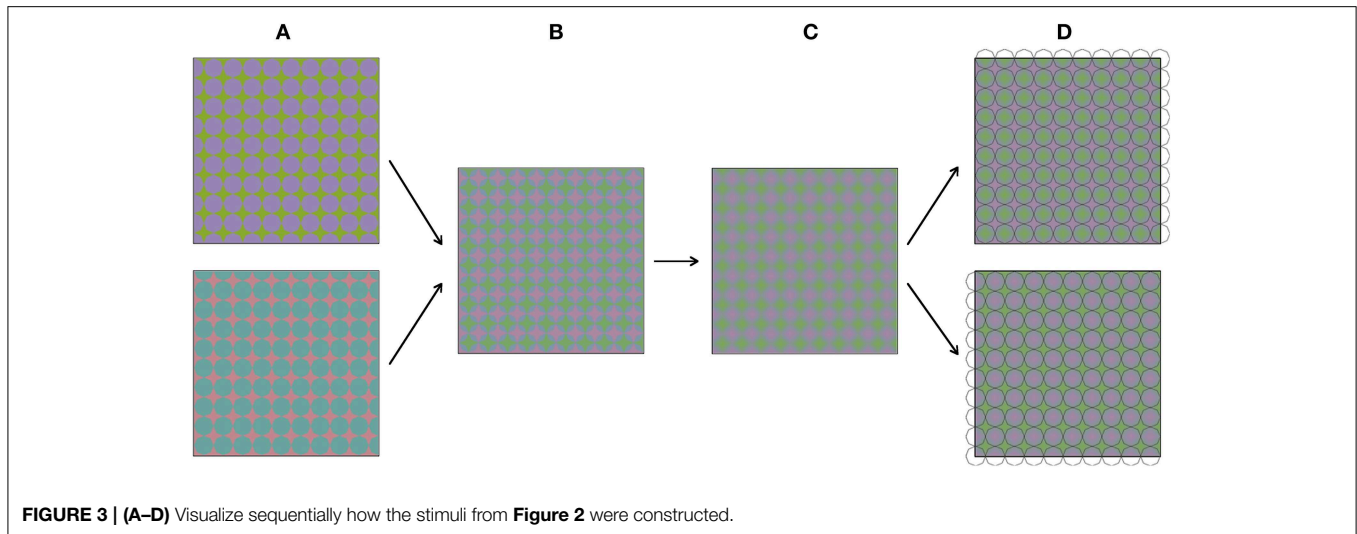 A B C D
FIGURE 3 | (A–D) Visualize sequentially how the stimuli from Figure 2 were constructed.